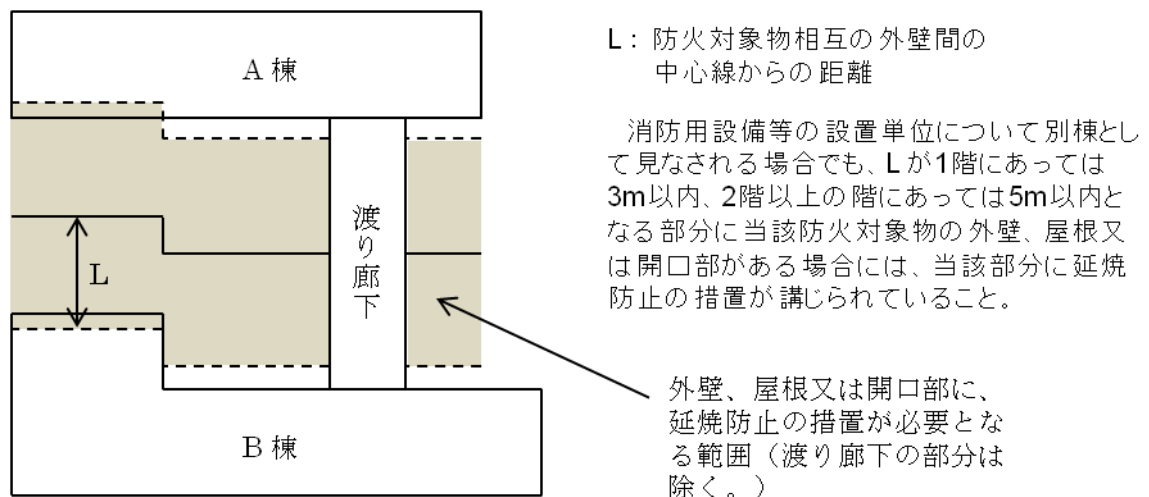 A棟
L
渡り廊下
B棟
L：防火対象物相互の外壁間の
中心線からの距離
消防用設備等の設置単位について別棟とし
て見なされる場合でも、Lが1階にあっては
3m以内、2階以上の階にあっては5m以内と
なる部分に当該防火対象物の外壁、屋根又
は開口部がある場合には、当該部分に延焼
防止の措置が講じられていること。
外壁、屋根又は開口部に、
延焼防止の措置が必要とな
る範囲（渡り廊下の部分は
除く。）